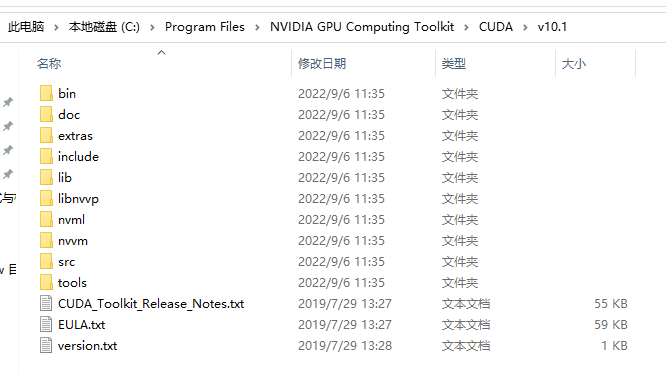 此电脑 > 本地磁盘 (C:) > Program Files > NVIDIA GPU Computing Toolkit > CUDA > v10.1
名称 修改日期 类型 大小
bin 2022/9/6 11:35 文件夹
doc 2022/9/6 11:35 文件夹
extras 2022/9/6 11:35 文件夹
include 2022/9/6 11:35 文件夹
lib 2022/9/6 11:35 文件夹
libnvvp 2022/9/6 11:35 文件夹
nvml 2022/9/6 11:35 文件夹
nvvm 2022/9/6 11:35 文件夹
src 2022/9/6 11:35 文件夹
tools 2022/9/6 11:35 文件夹
CUDA_Toolkit_Release_Notes.txt 2019/7/29 13:27 文本文档 55 KB
EULA.txt 2019/7/29 13:27 文本文档 59 KB
version.txt 2019/7/29 13:28 文本文档 1 KB